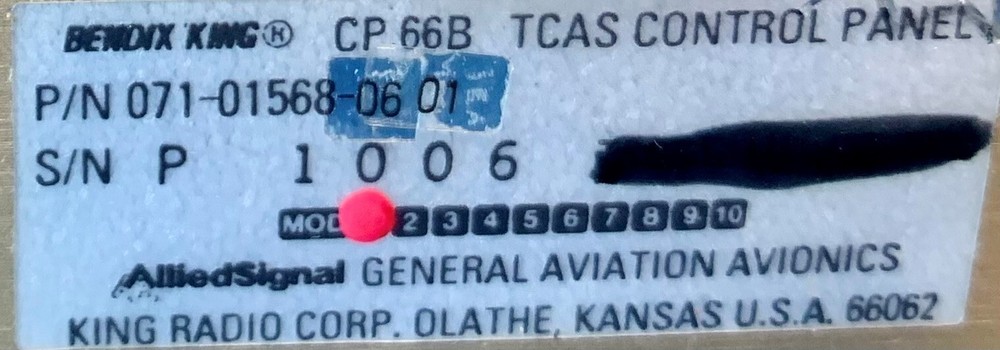 BENDIX KING® CP 66B TCAS CONTROL PANEL
P/N 071-01568-06 01
S/N P 1 0 0 6
MOD 2 3 4 5 6 7 8 9 10
AlliedSignal GENERAL AVIATION AVIONICS
KING RADIO CORP. OLATHE, KANSAS U.S.A. 66062